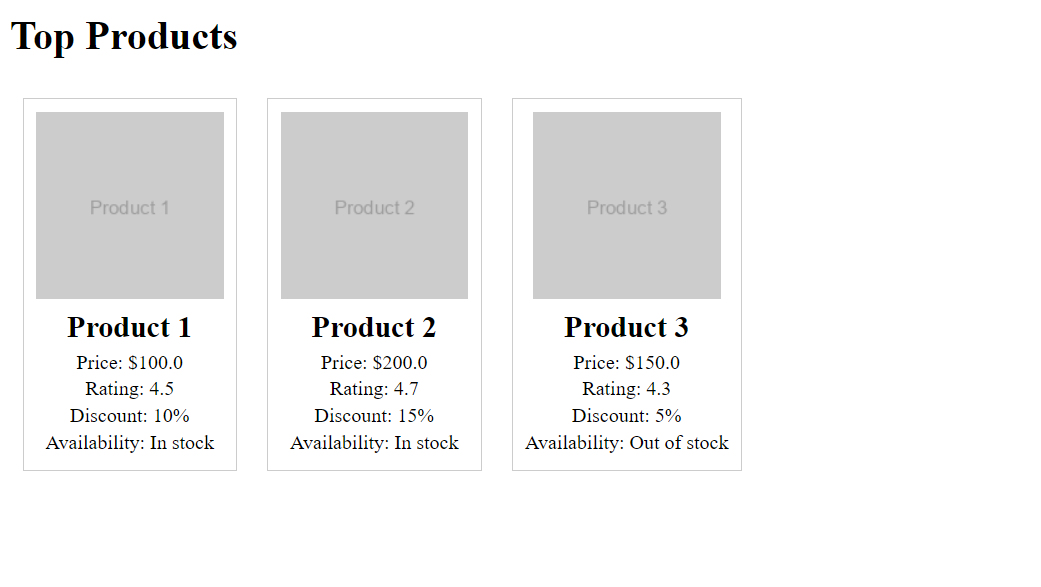 Top Products
Product 1
Product 1
Price: $100.0
Rating: 4.5
Discount: 10%
Availability: In stock
Product 2
Product 2
Price: $200.0
Rating: 4.7
Discount: 15%
Availability: In stock
Product 3
Product 3
Price: $150.0
Rating: 4.3
Discount: 5%
Availability: Out of stock